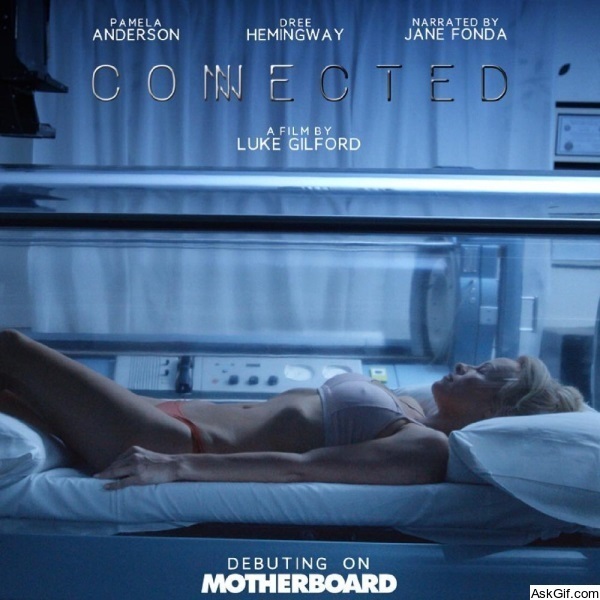 PAMELA
ANDERSON
DREE
HEMINGWAY
NARRATED BY
JANE FONDA
CONNECTED
A FILM BY
LUKE GILFORD
DEBUTING ON
MOTHERBOARD
AskGif.com